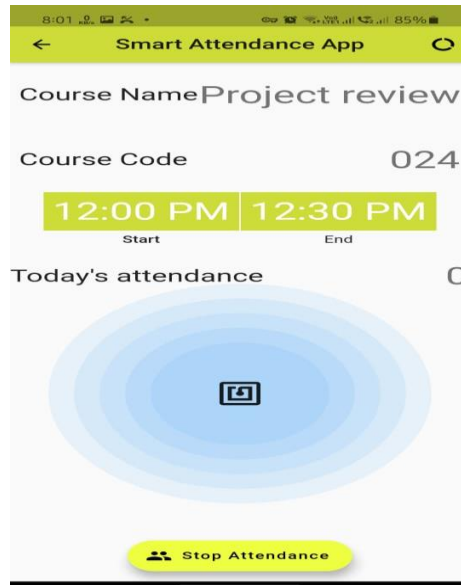 8:01 85%
Smart Attendance App
Course Name Project review
Course Code 024
12:00 PM 12:30 PM
Start End
Today's attendance
Stop Attendance